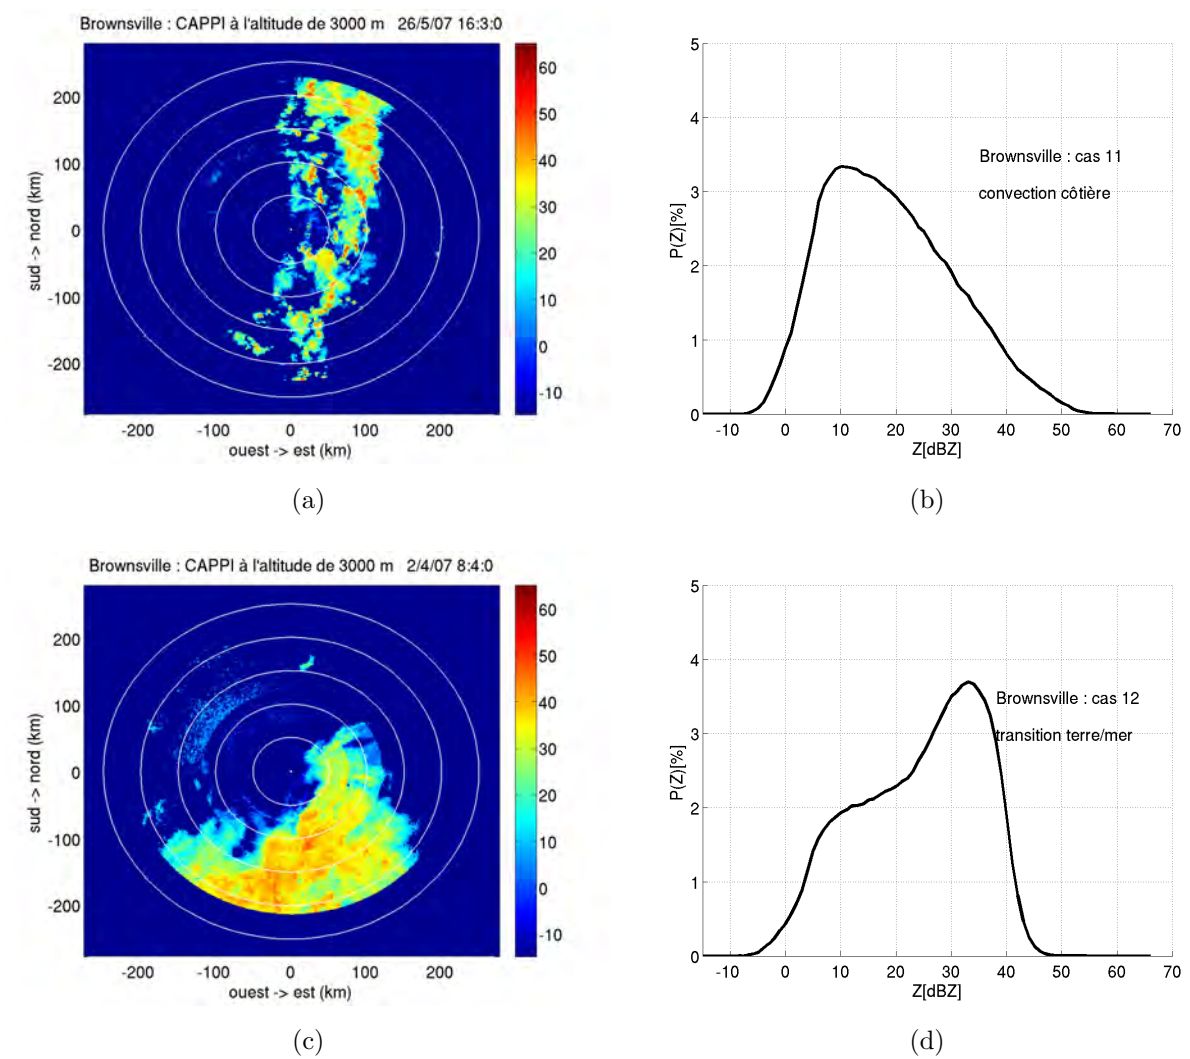 Brownsville : CAPPI à l'altitude de 3000 m 26/5/07 16:3:0
200
100
0
-100
-200
sud -> nord (km)
-200 -100 0 100 200
ouest -> est (km)
60
50
40
30
20
10
0
-10
(a)
5
4
3
2
1
0
P(Z)[%]
Brownsville : cas 11
convection côtière
-10 0 10 20 30 40 50 60 70
Z[dBZ]
(b)
Brownsville : CAPPI à l'altitude de 3000 m 2/4/07 8:4:0
200
100
0
-100
-200
sud -> nord (km)
-200 -100 0 100 200
ouest -> est (km)
60
50
40
30
20
10
0
-10
(c)
5
4
3
2
1
0
P(Z)[%]
Brownsville : cas 12
transition terre/mer
-10 0 10 20 30 40 50 60 70
Z[dBZ]
(d)